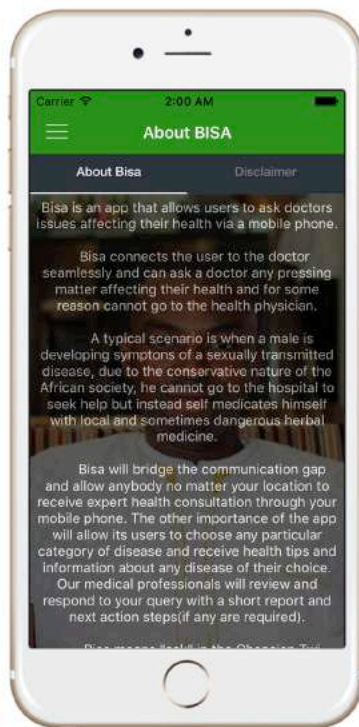 Carrier 2:00 AM
About BISA
About Bisa Disclaimer
Bisa is an app that allows users to ask doctors
issues affecting their health via a mobile phone.
Bisa connects the user to the doctor
seamlessly and can ask a doctor any pressing
matter affecting their health and for some
reason cannot go to the health physician.
A typical scenario is when a male is
developing symptons of a sexually transmitted
disease, due to the conservative nature of the
African society, he cannot go to the hospital to
seek help but instead self medicates himself
with local and sometimes dangerous herbal
medicine.
Bisa will bridge the communication gap
and allow anybody no matter your location to
receive expert health consultation through your
mobile phone. The other importance of the app
will allow its users to choose any particular
category of disease and receive health tips and
information about any disease of their choice.
Our medical professionals will review and
respond to your query with a short report and
next action steps(if any are required).
Bisa means "ask" in the Ghanaian Twi